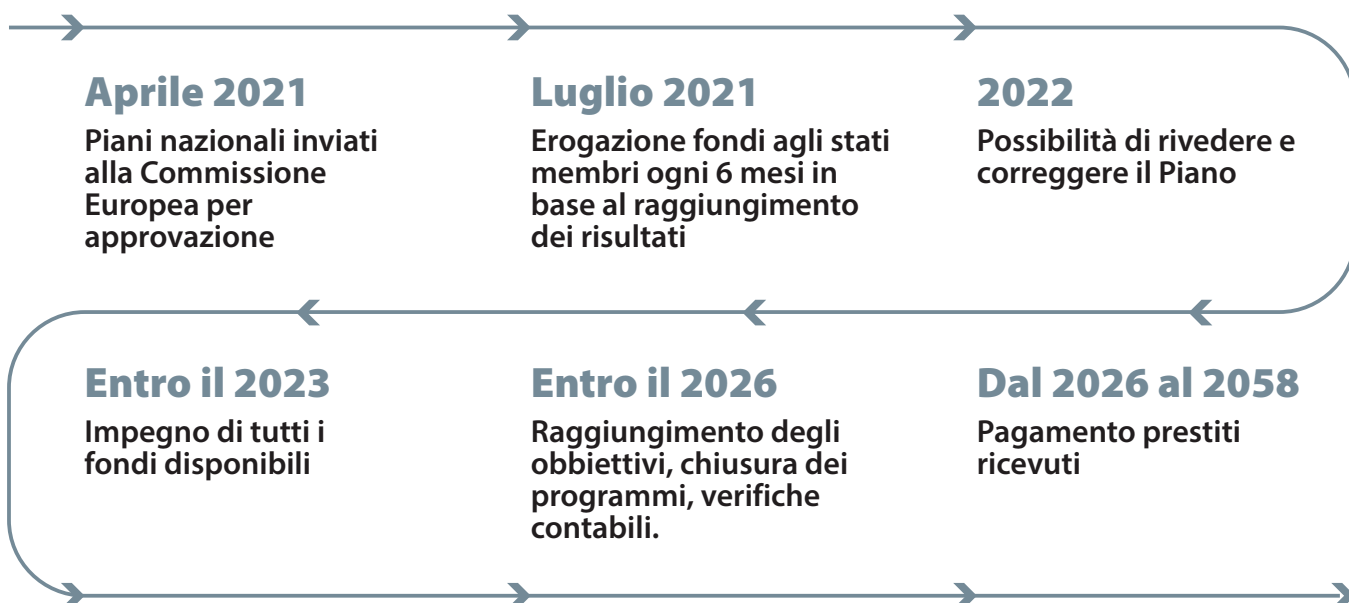 Aprile 2021
Piani nazionali inviati
alla Commissione
Europea per
approvazione
Luglio 2021
Erogazione fondi agli stati
membri ogni 6 mesi in
base al raggiungimento
dei risultati
2022
Possibilità di rivedere e
correggere il Piano
Entro il 2023
Impegno di tutti i
fondi disponibili
Entro il 2026
Raggiungimento degli
obbiettivi, chiusura dei
programmi, verifiche
contabili.
Dal 2026 al 2058
Pagamento prestiti
ricevuti